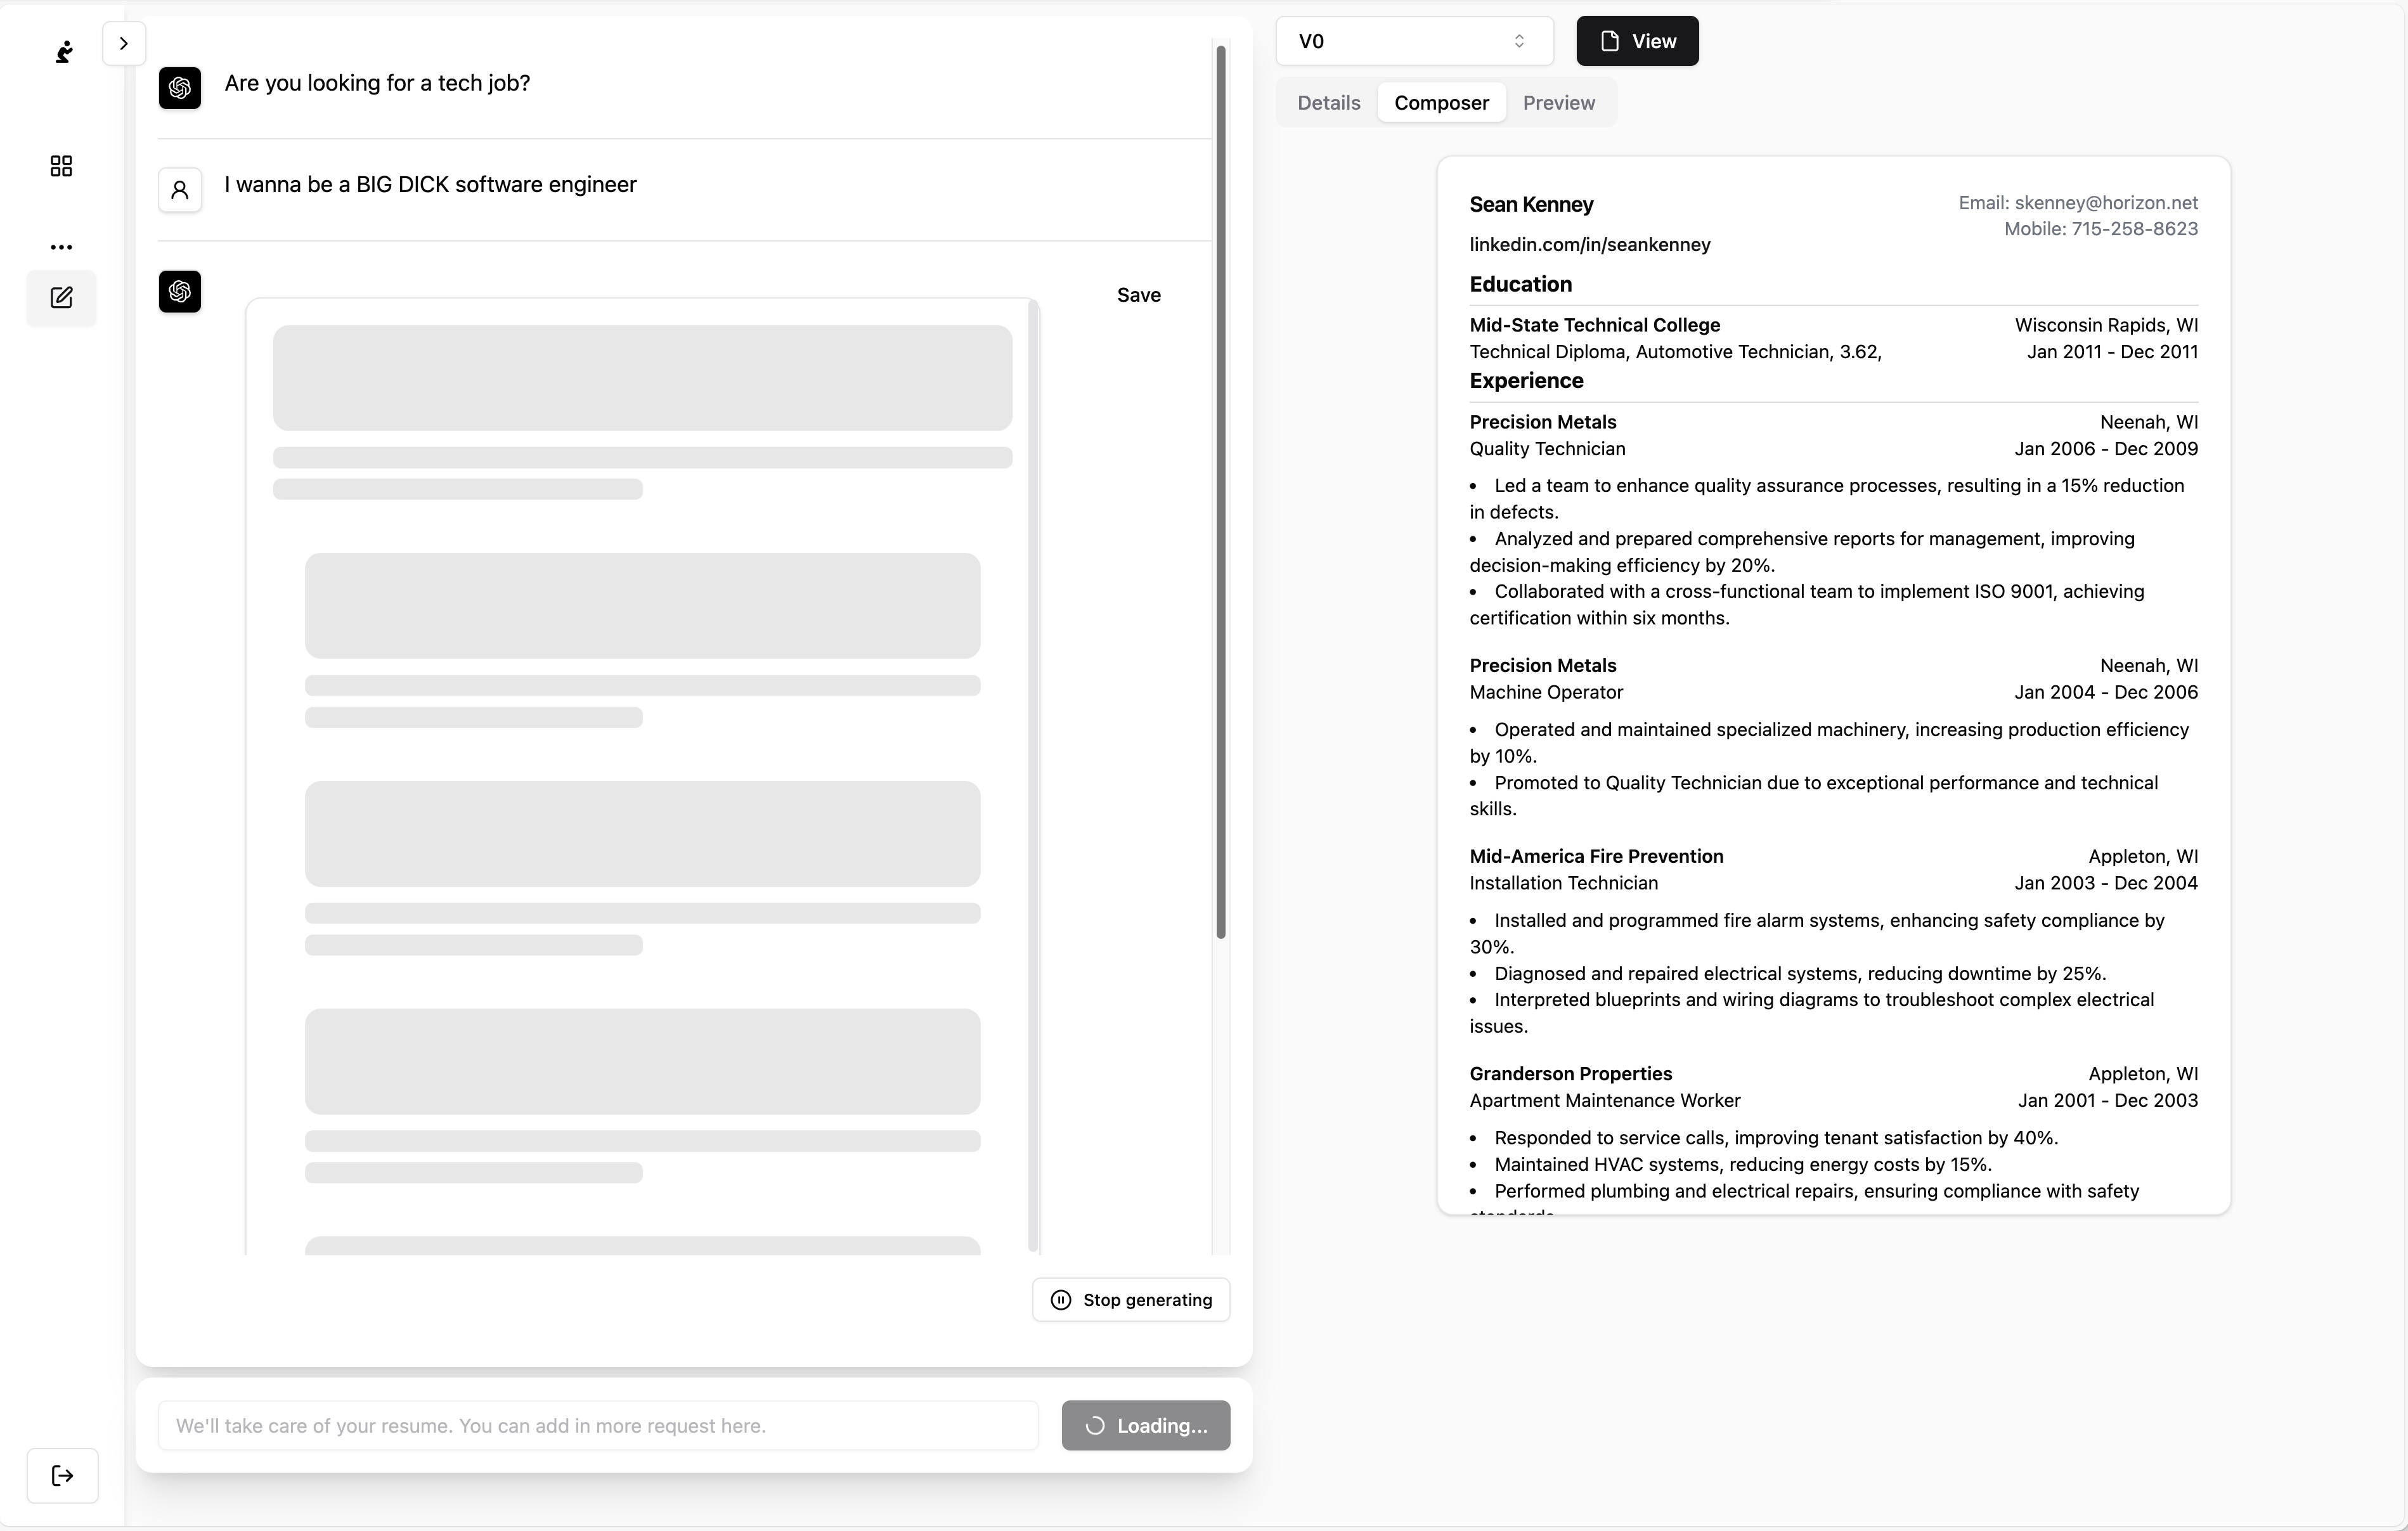 Are you looking for a tech job?
I wanna be a BIG DICK software engineer
Save
Stop generating
We'll take care of your resume. You can add in more request here.
Loading...
V0
View
Details
Composer
Preview
Sean Kenney
Email: skenney@horizon.net
Mobile: 715-258-8623
linkedin.com/in/seankenney
Education
Mid-State Technical College
Wisconsin Rapids, WI
Technical Diploma, Automotive Technician, 3.62,
Jan 2011 - Dec 2011
Experience
Precision Metals
Neenah, WI
Quality Technician
Jan 2006 - Dec 2009
• Led a team to enhance quality assurance processes, resulting in a 15% reduction
in defects.
• Analyzed and prepared comprehensive reports for management, improving
decision-making efficiency by 20%.
• Collaborated with a cross-functional team to implement ISO 9001, achieving
certification within six months.
Precision Metals
Neenah, WI
Machine Operator
Jan 2004 - Dec 2006
• Operated and maintained specialized machinery, increasing production efficiency
by 10%.
• Promoted to Quality Technician due to exceptional performance and technical
skills.
Mid-America Fire Prevention
Appleton, WI
Installation Technician
Jan 2003 - Dec 2004
• Installed and programmed fire alarm systems, enhancing safety compliance by
30%.
• Diagnosed and repaired electrical systems, reducing downtime by 25%.
• Interpreted blueprints and wiring diagrams to troubleshoot complex electrical
issues.
Granderson Properties
Appleton, WI
Apartment Maintenance Worker
Jan 2001 - Dec 2003
• Responded to service calls, improving tenant satisfaction by 40%.
• Maintained HVAC systems, reducing energy costs by 15%.
• Performed plumbing and electrical repairs, ensuring compliance with safety